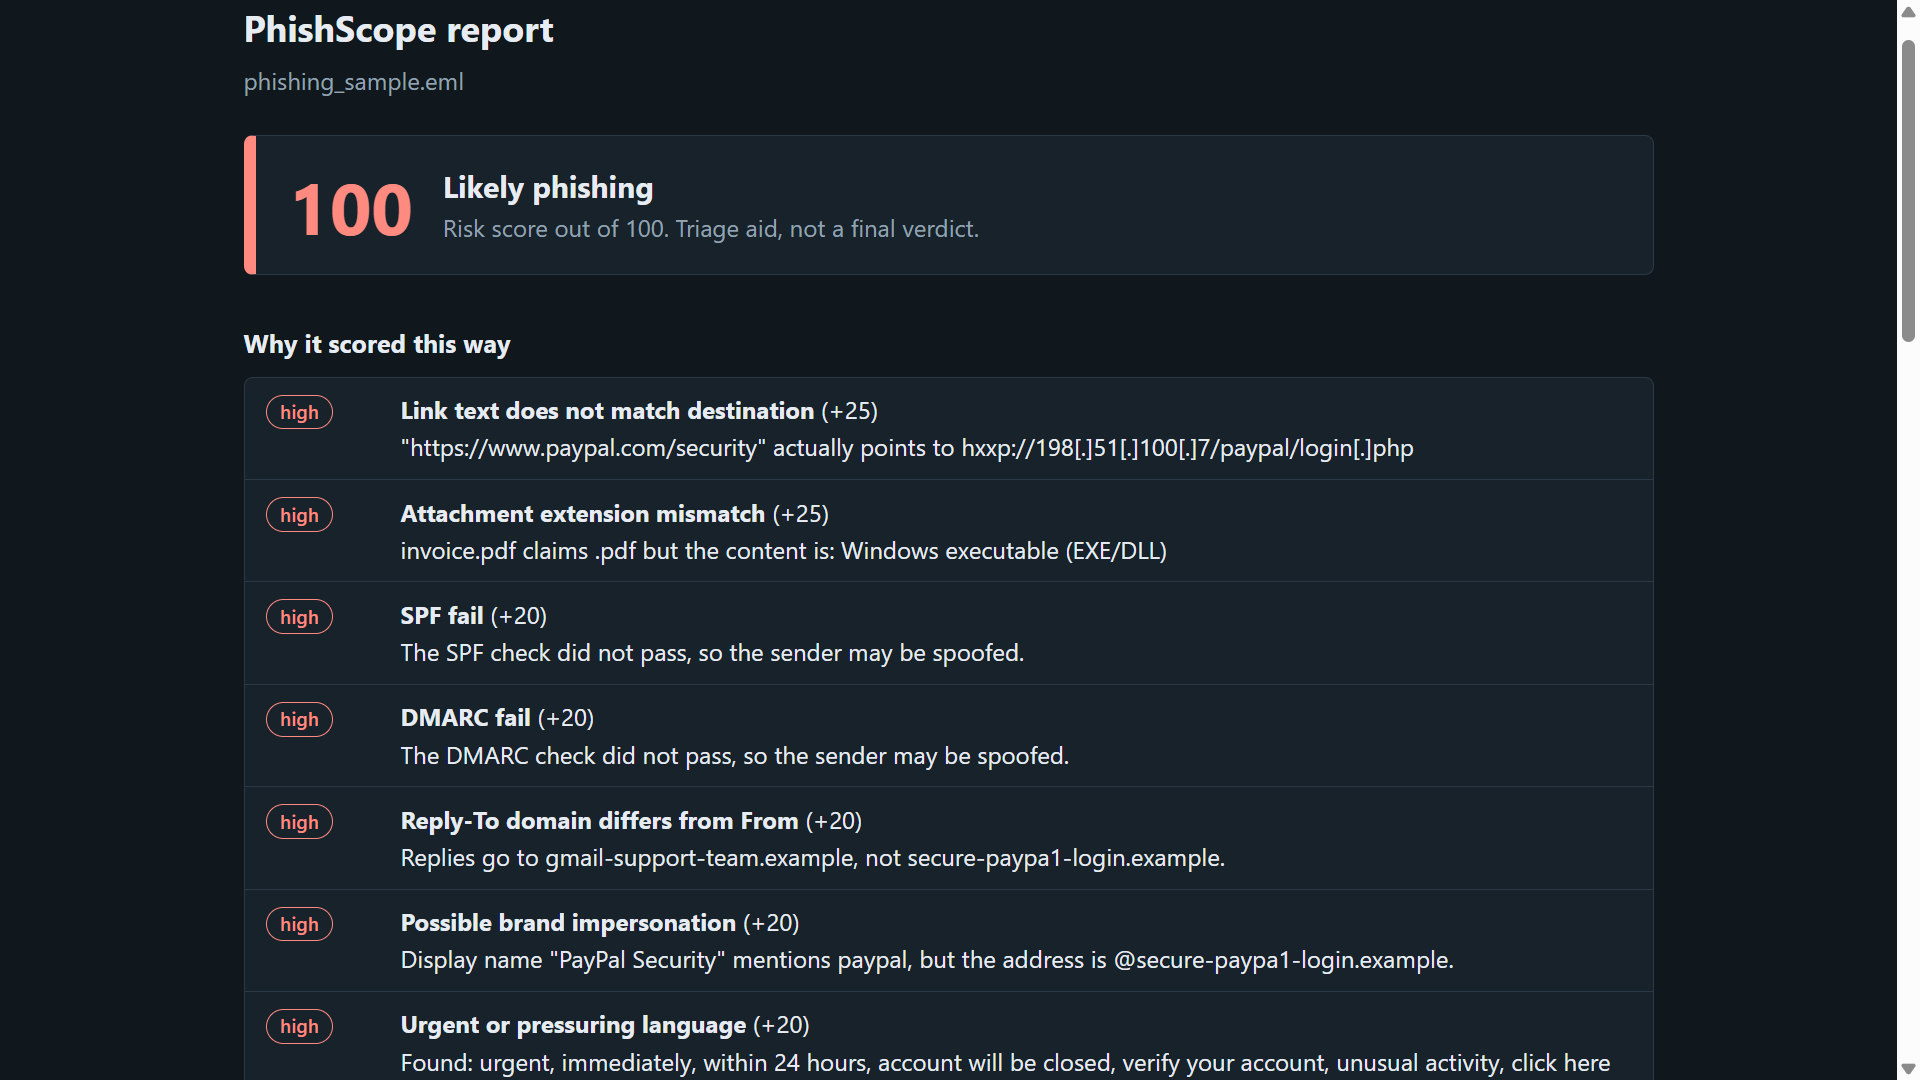 PhishScope report
phishing_sample.eml
100
Likely phishing
Risk score out of 100. Triage aid, not a final verdict.
Why it scored this way
high
Link text does not match destination (+25)
"https://www.paypal.com/security" actually points to hxxp://198[.]51[.]100[.]7/paypal/login[.]php
high
Attachment extension mismatch (+25)
invoice.pdf claims .pdf but the content is: Windows executable (EXE/DLL)
high
SPF fail (+20)
The SPF check did not pass, so the sender may be spoofed.
high
DMARC fail (+20)
The DMARC check did not pass, so the sender may be spoofed.
high
Reply-To domain differs from From (+20)
Replies go to gmail-support-team.example, not secure-paypa1-login.example.
high
Possible brand impersonation (+20)
Display name "PayPal Security" mentions paypal, but the address is @secure-paypa1-login.example.
high
Urgent or pressuring language (+20)
Found: urgent, immediately, within 24 hours, account will be closed, verify your account, unusual activity, click here